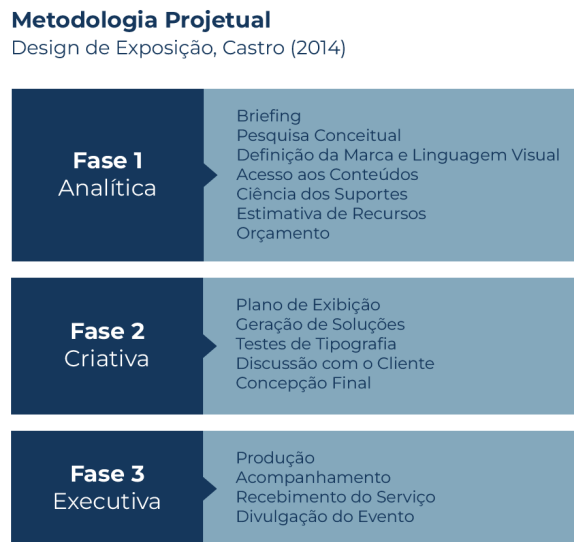 Metodologia Projetual
Design de Exposição, Castro (2014)
Fase 1
Analítica
Briefing
Pesquisa Conceitual
Definição da Marca e Linguagem Visual
Acesso aos Conteúdos
Ciência dos Suportes
Estimativa de Recursos
Orçamento
Fase 2
Criativa
Plano de Exibição
Geração de Soluções
Testes de Tipografia
Discussão com o Cliente
Concepção Final
Fase 3
Executiva
Produção
Acompanhamento
Recebimento do Serviço
Divulgação do Evento